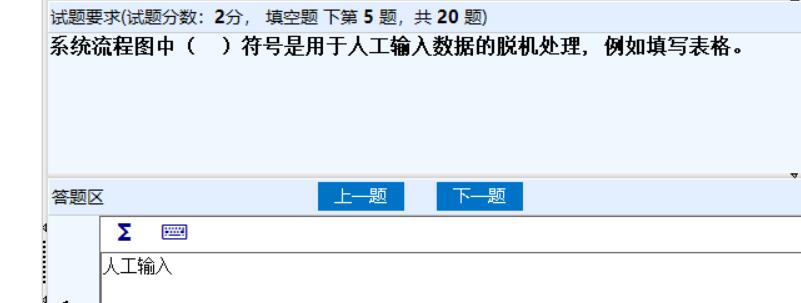 试题要求(试题分数：2分， 填空题 下第 5 题，共 20 题)
系统流程图中（　）符号是用于人工输入数据的脱机处理，例如填写表格。
答题区 上一题 下一题
Σ
人工输入